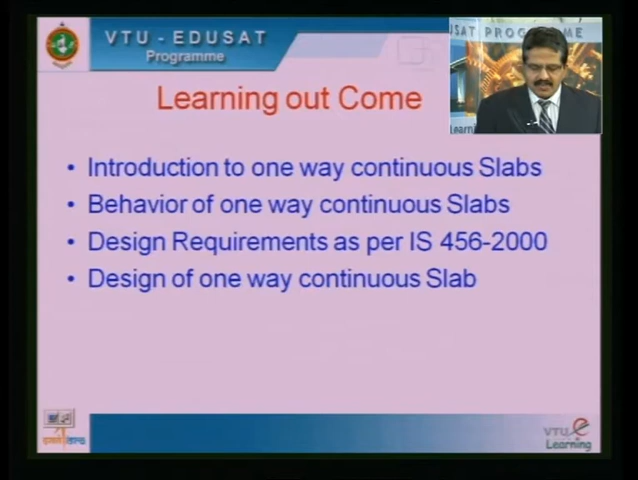 VTU - EDUSAT
Programme
USAT PROGRAMME
Learn
Learning out Come
• Introduction to one way continuous Slabs
• Behavior of one way continuous Slabs
• Design Requirements as per IS 456-2000
• Design of one way continuous Slab
VTU e
Learning